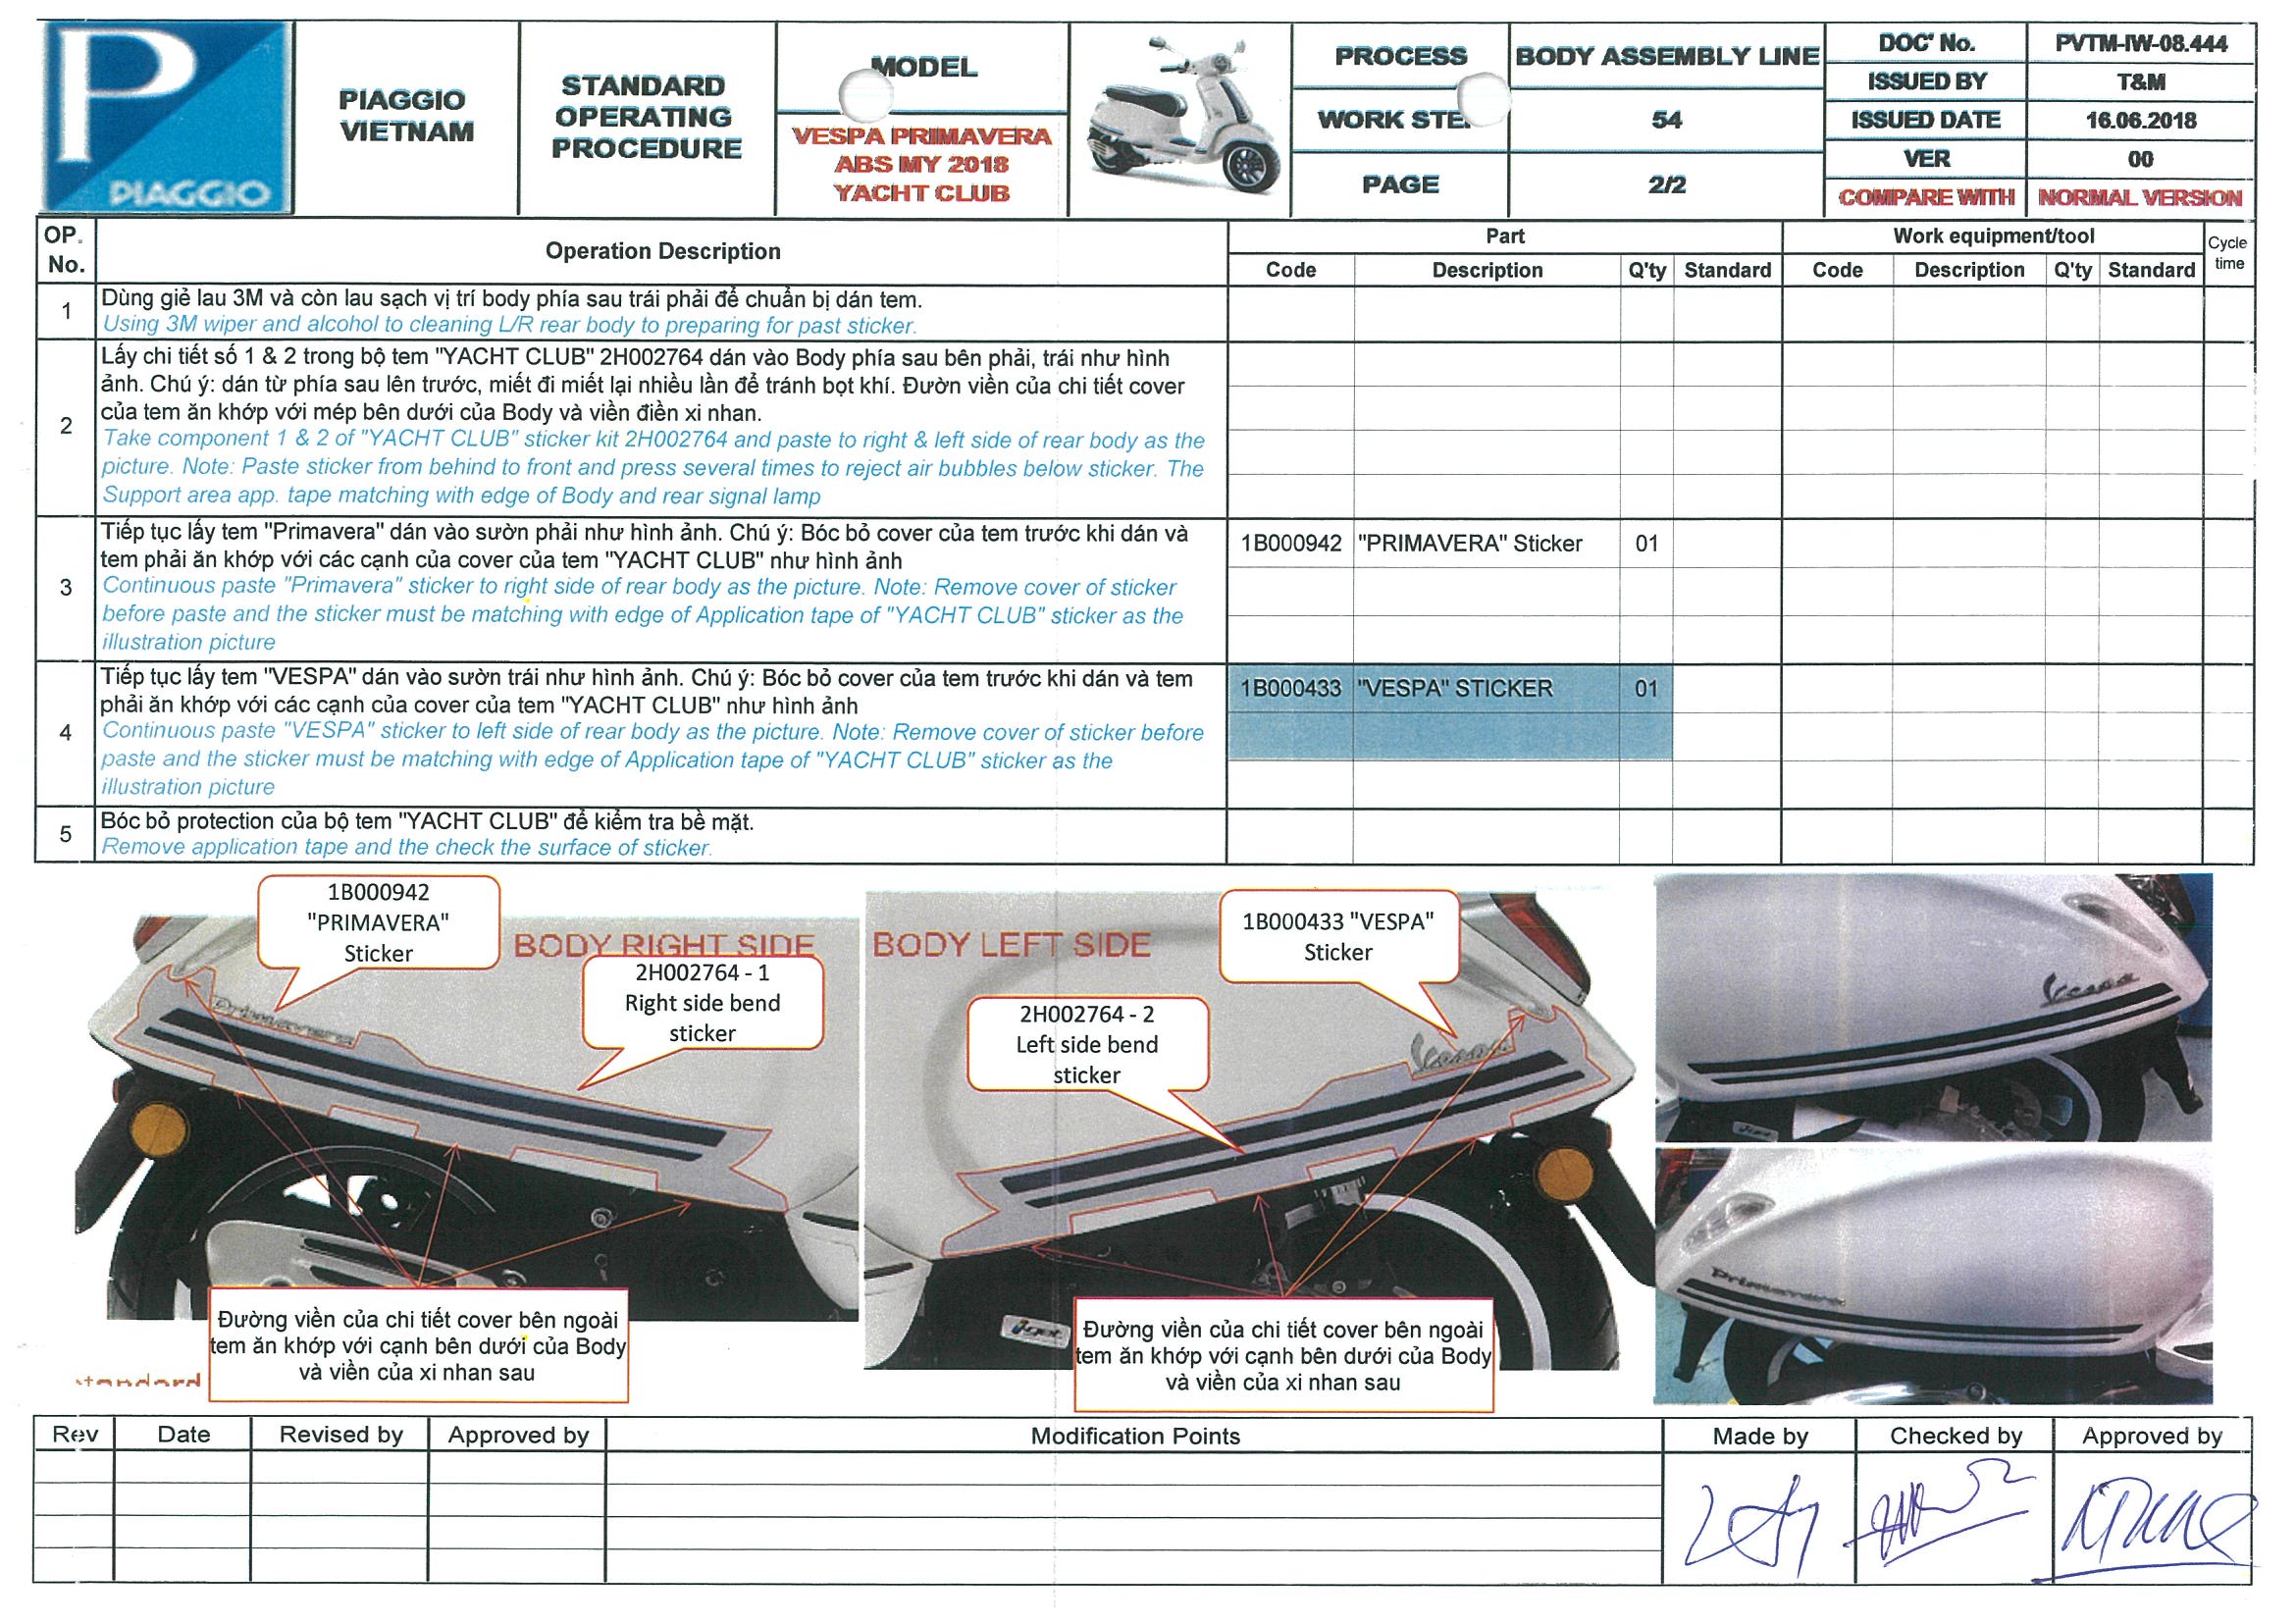 PIAGGIO
PIAGGIO
VIETNAM
STANDARD
OPERATING
PROCEDURE
MODEL
VESPA PRIMAVERA
ABS MY 2018
YACHT CLUB
PROCESS
BODY ASSEMBLY LINE
WORK STE
54
PAGE
2/2
DOC' No.
PVTM-IW-08.444
ISSUED BY
T&M
ISSUED DATE
16.06.2018
VER
00
COMPARE WITH
NORMAL VERSION
OP.
No.
Operation Description
Part
Work equipment/tool
Cycle
time
Code
Description
Q'ty
Standard
Code
Description
Q'ty
Standard
1
Dùng giẻ lau 3M và còn lau sạch vị trí body phía sau trái phải để chuẩn bị dán tem.
Using 3M wiper and alcohol to cleaning L/R rear body to preparing for past sticker.
2
Lấy chi tiết số 1 & 2 trong bộ tem "YACHT CLUB" 2H002764 dán vào Body phía sau bên phải, trái như hình
ảnh. Chú ý: dán từ phía sau lên trước, miết đi miết lại nhiều lần để tránh bọt khí. Đườn viền của chi tiết cover
của tem ăn khớp với mép bên dưới của Body và viền điền xi nhan.
Take component 1 & 2 of "YACHT CLUB" sticker kit 2H002764 and paste to right & left side of rear body as the
picture. Note: Paste sticker from behind to front and press several times to reject air bubbles below sticker. The
Support area app. tape matching with edge of Body and rear signal lamp
3
Tiếp tục lấy tem "Primavera" dán vào sườn phải như hình ảnh. Chú ý: Bóc bỏ cover của tem trước khi dán và
tem phải ăn khớp với các cạnh của cover của tem "YACHT CLUB" như hình ảnh
Continuous paste "Primavera" sticker to right side of rear body as the picture. Note: Remove cover of sticker
before paste and the sticker must be matching with edge of Application tape of "YACHT CLUB" sticker as the
illustration picture
1B000942
"PRIMAVERA" Sticker
01
4
Tiếp tục lấy tem "VESPA" dán vào sườn trái như hình ảnh. Chú ý: Bóc bỏ cover của tem trước khi dán và tem
phải ăn khớp với các cạnh của cover của tem "YACHT CLUB" như hình ảnh
Continuous paste "VESPA" sticker to left side of rear body as the picture. Note: Remove cover of sticker before
paste and the sticker must be matching with edge of Application tape of "YACHT CLUB" sticker as the
illustration picture
1B000433
"VESPA" STICKER
01
5
Bóc bỏ protection của bộ tem "YACHT CLUB" để kiểm tra bề mặt.
Remove application tape and the check the surface of sticker.
1B000942
"PRIMAVERA"
Sticker
BODY RIGHT SIDE
2H002764 - 1
Right side bend
sticker
Primavera
Đường viền của chi tiết cover bên ngoài
tem ăn khớp với cạnh bên dưới của Body
và viền của xi nhan sau
standard
BODY LEFT SIDE
1B000433 "VESPA"
Sticker
2H002764 - 2
Left side bend
sticker
Vespa
i-get
Đường viền của chi tiết cover bên ngoài
tem ăn khớp với cạnh bên dưới của Body
và viền của xi nhan sau
Vespa
i-get
Primavera
Rev
Date
Revised by
Approved by
Modification Points
Made by
Checked by
Approved by